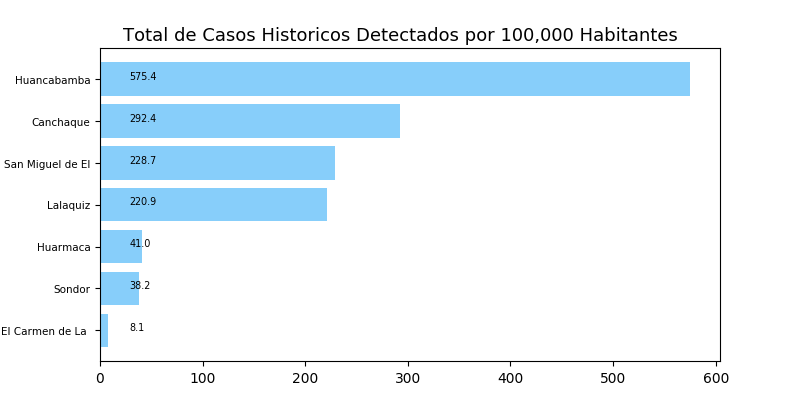 Total de Casos Historicos Detectados por 100,000 Habitantes
Huancabamba 575.4
Canchaque 292.4
San Miguel de El 228.7
Lalaquiz 220.9
Huarmaca 41.0
Sondor 38.2
El Carmen de La 8.1
0 100 200 300 400 500 600